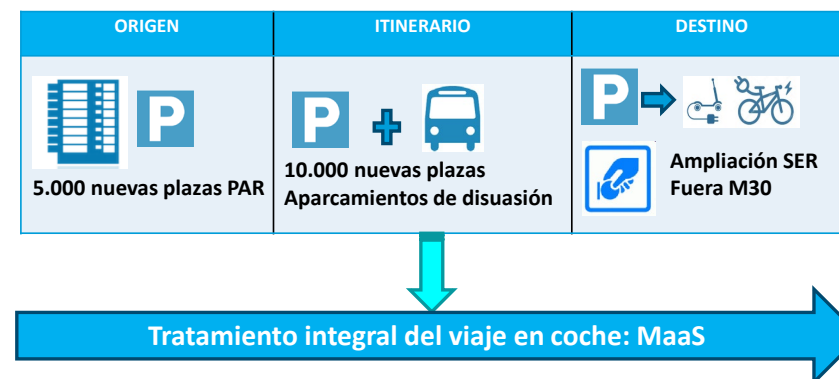 ORIGEN
ITINERARIO
DESTINO
P
5.000 nuevas plazas PAR
P
10.000 nuevas plazas
Aparcamientos de disuasión
P
Ampliación SER
Fuera M30
Tratamiento integral del viaje en coche: MaaS